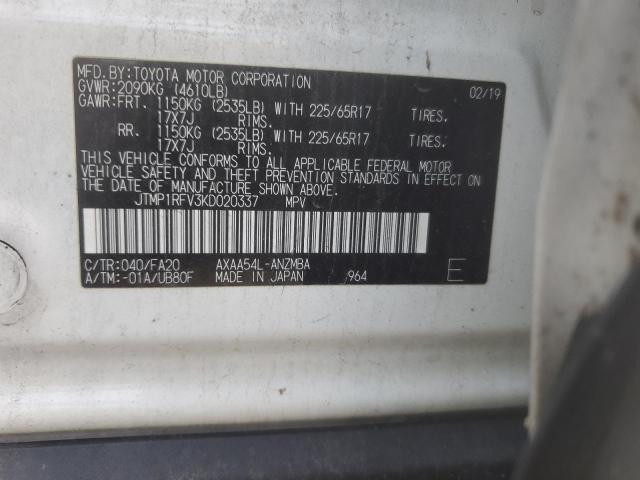 MFD.BY:TOYOTA MOTOR CORPORATION 02/19
GVWR:2090KG (4610LB)
GAWR:FRT. 1150KG (2535LB) WITH 225/65R17 TIRES.
17X7J RIMS.
RR. 1150KG (2535LB) WITH 225/65R17 TIRES.
17X7J RIMS.
THIS VEHICLE CONFORMS TO ALL APPLICABLE FEDERAL MOTOR
VEHICLE SAFETY AND THEFT PREVENTION STANDARDS IN EFFECT ON
THE DATE OF MANUFACTURE SHOWN ABOVE.
JTMP1RFV3KD020337 MPV
C/TR:040/FA20 AXAA54L-ANZMBA E
A/TM:-01A/UB80F MADE IN JAPAN 964